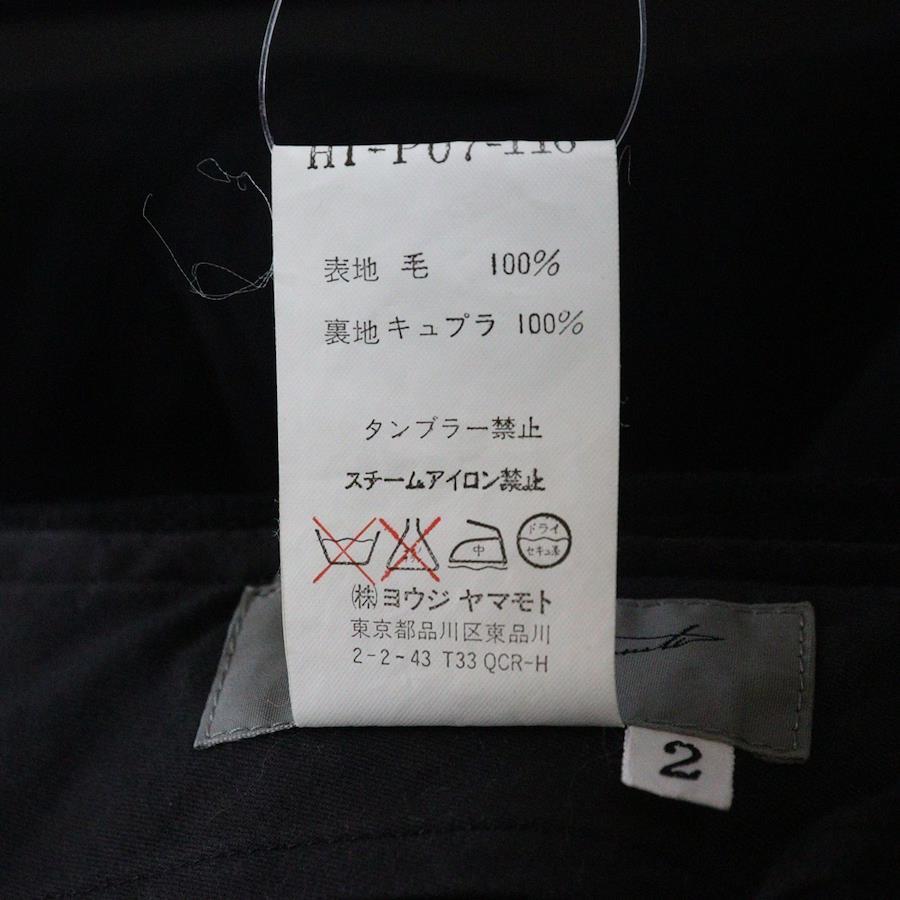 HI-P07-116
表地 毛 100%
裏地 キュプラ 100%
タンブラー禁止
スチームアイロン禁止
中
ドライ
セキユ系
(株)ヨウジ ヤマモト
東京都品川区東品川
2-2-43 T33 QCR-H
2